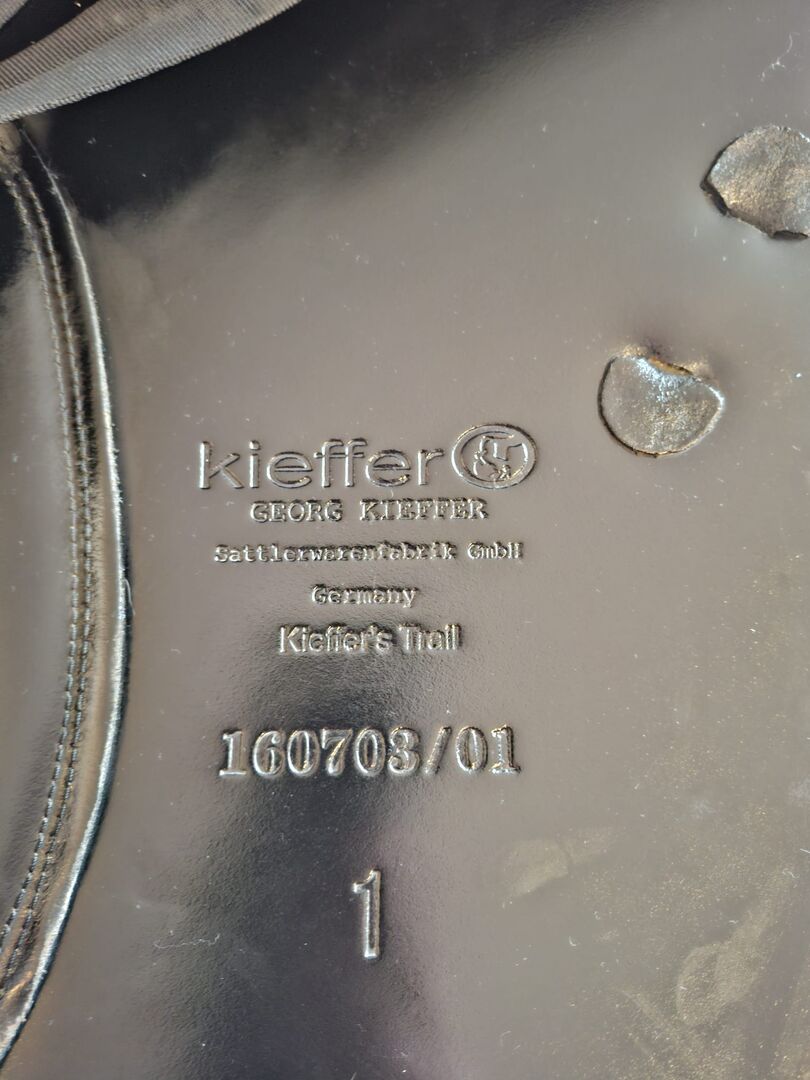 kieffer
GEORG KIEFFER
Sattlerwarenfabrik GmbH
Germany
Kieffer's Trail
160703/01
1